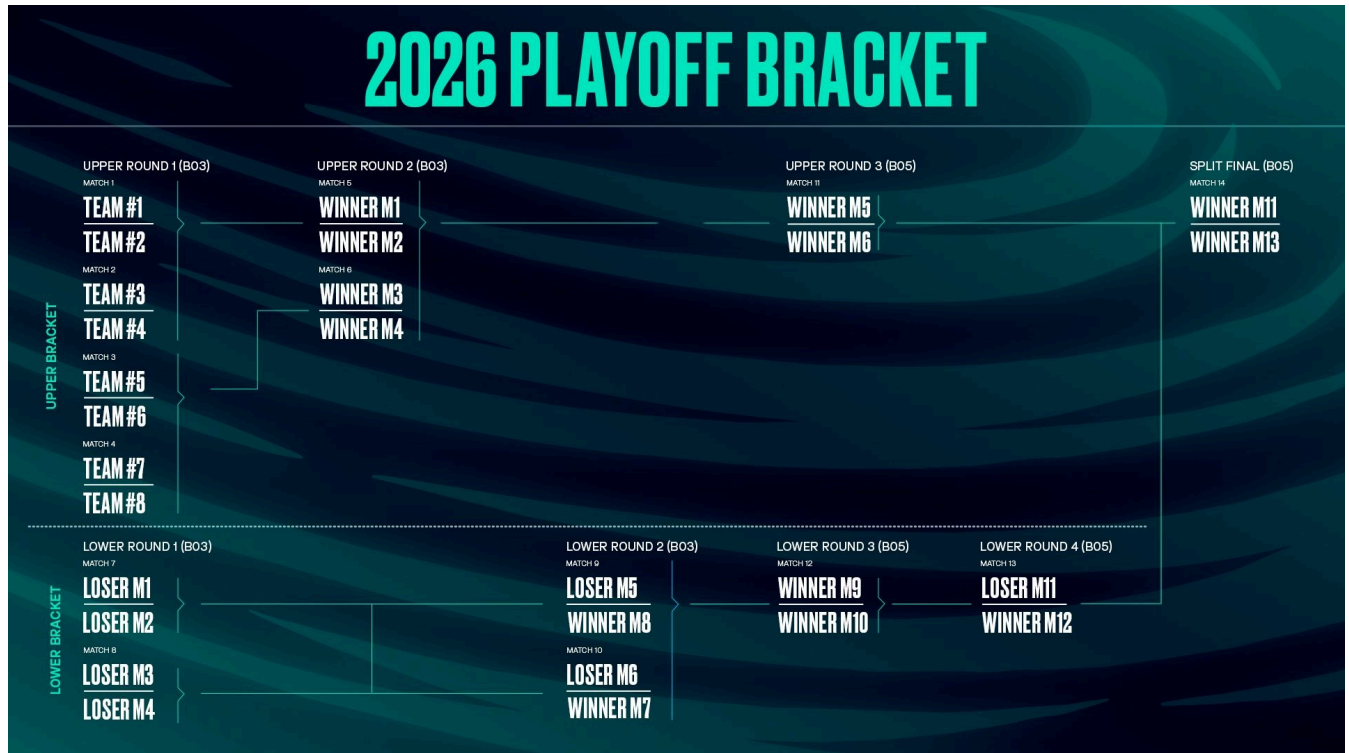 2026 PLAYOFF BRACKET
UPPER BRACKET
UPPER ROUND 1 (BO3)
MATCH 1
TEAM #1
TEAM #2
MATCH 2
TEAM #3
TEAM #4
MATCH 3
TEAM #5
TEAM #6
MATCH 4
TEAM #7
TEAM #8
UPPER ROUND 2 (BO3)
MATCH 5
WINNER M1
WINNER M2
MATCH 6
WINNER M3
WINNER M4
UPPER ROUND 3 (BO5)
MATCH 11
WINNER M5
WINNER M6
SPLIT FINAL (BO5)
MATCH 14
WINNER M11
WINNER M13
LOWER BRACKET
LOWER ROUND 1 (BO3)
MATCH 7
LOSER M1
LOSER M2
MATCH 8
LOSER M3
LOSER M4
LOWER ROUND 2 (BO3)
MATCH 9
LOSER M5
WINNER M8
MATCH 10
LOSER M6
WINNER M7
LOWER ROUND 3 (BO5)
MATCH 12
WINNER M9
WINNER M10
LOWER ROUND 4 (BO5)
MATCH 13
LOSER M11
WINNER M12